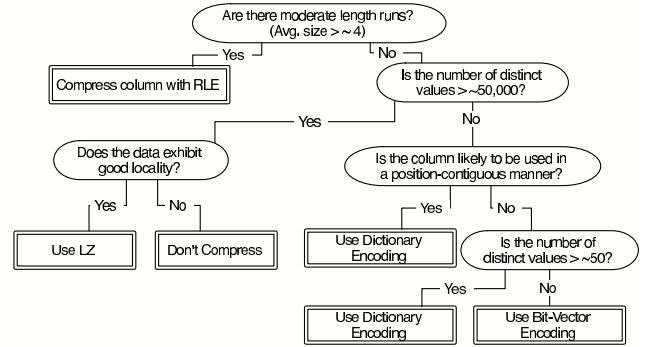 Are there moderate length runs?
(Avg. size > ~ 4)
Yes
No
Compress column with RLE
Is the number of distinct
values > ~50,000?
Yes
No
Does the data exhibit
good locality?
Is the column likely to be used in
a position-contiguous manner?
Yes
No
Yes
No
Use LZ
Don't Compress
Use Dictionary
Encoding
Is the number of
distinct values > ~50?
Yes
No
Use Dictionary
Encoding
Use Bit-Vector
Encoding